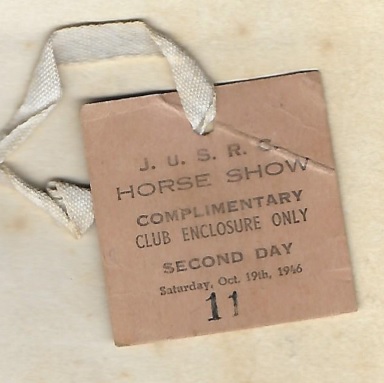 J. U. S. R. C.
HORSE SHOW
COMPLIMENTARY
CLUB ENCLOSURE ONLY
SECOND DAY
Saturday, Oct. 19th, 1946
11